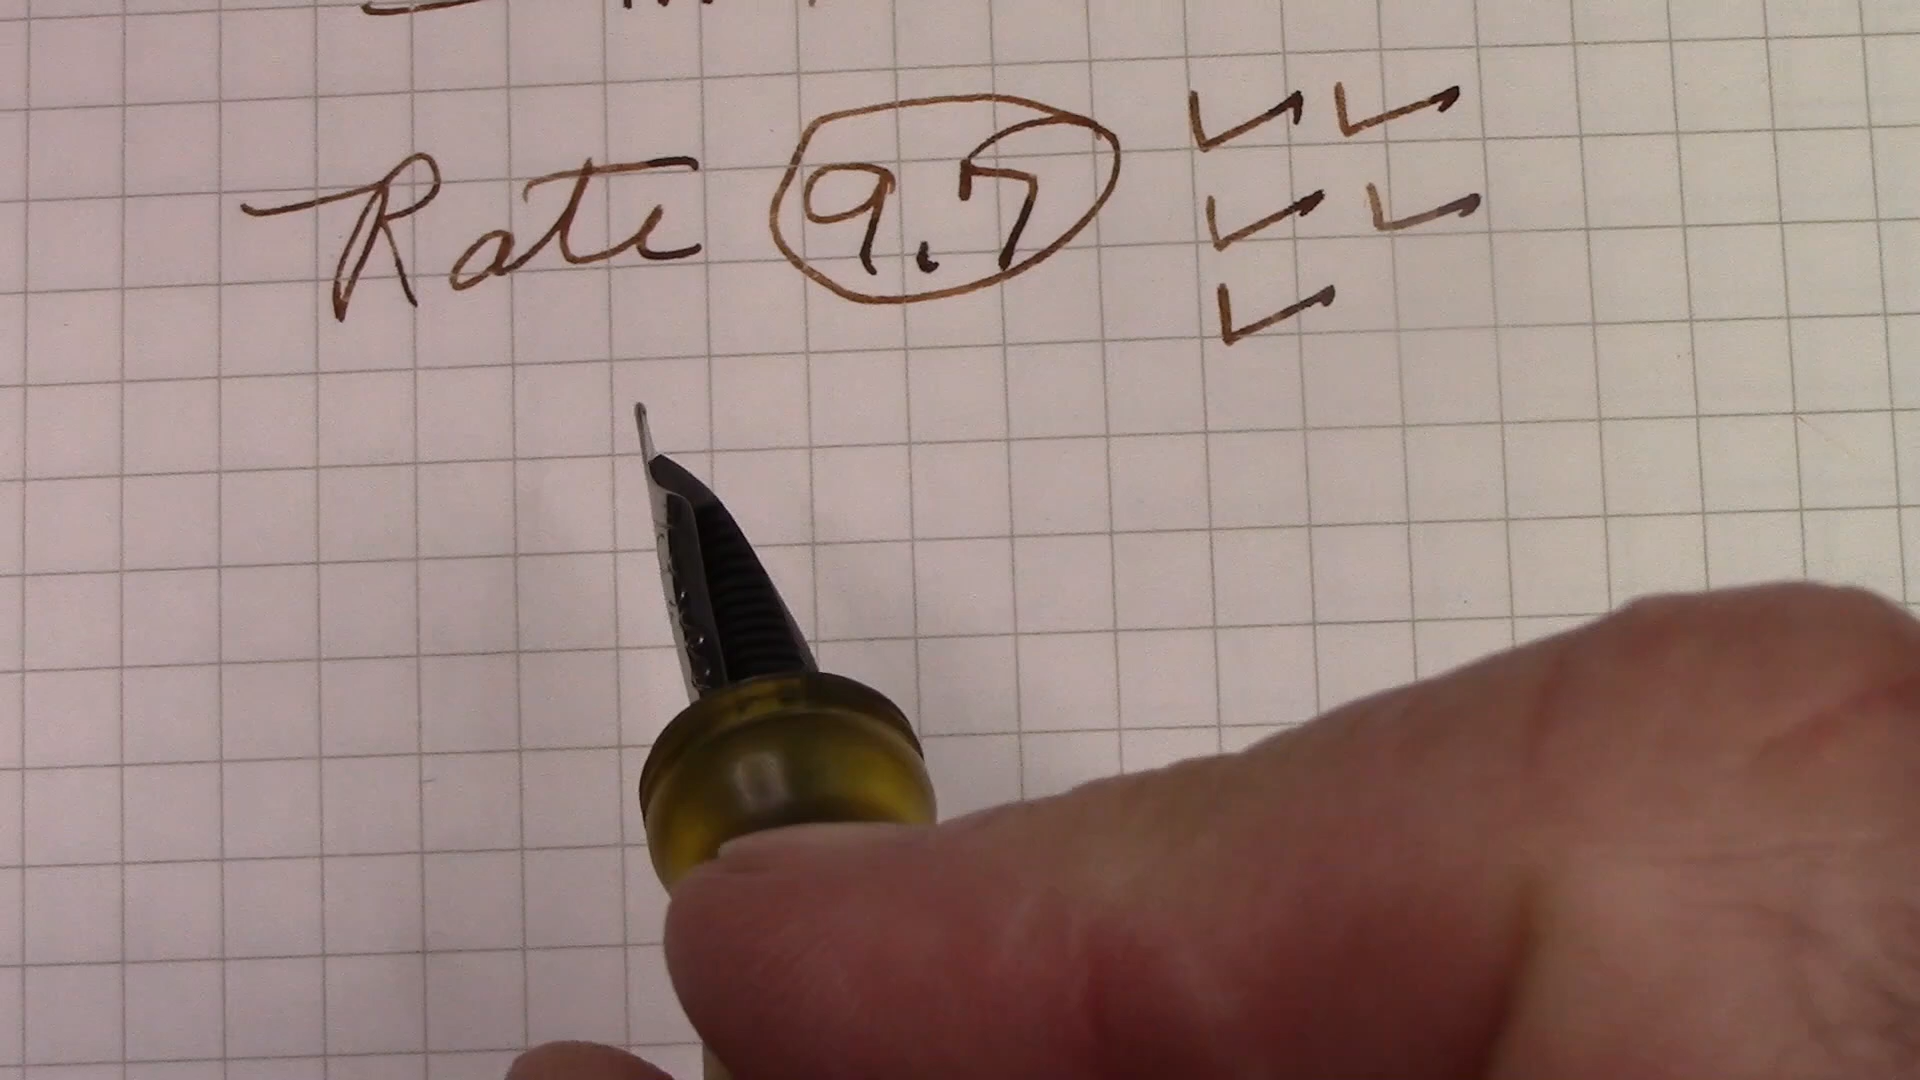 Rate 9.7 ✓ ✓
✓ ✓
✓